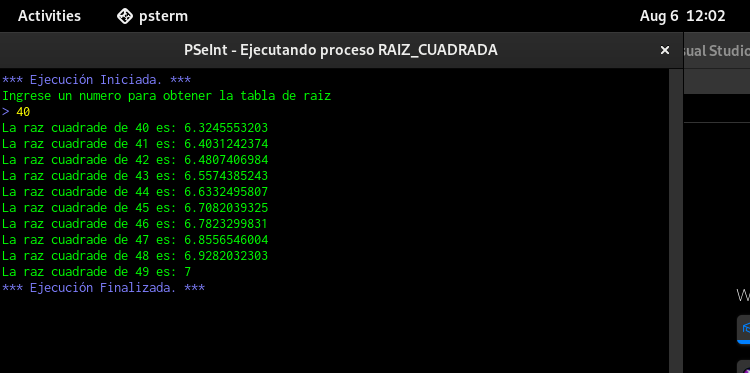 Activities
psterm
Aug 6 12:02
PSeInt - Ejecutando proceso RAIZ_CUADRADA
*** Ejecución Iniciada. ***
Ingrese un numero para obtener la tabla de raiz
> 40
La raz cuadrade de 40 es: 6.3245553203
La raz cuadrade de 41 es: 6.4031242374
La raz cuadrade de 42 es: 6.4807406984
La raz cuadrade de 43 es: 6.5574385243
La raz cuadrade de 44 es: 6.6332495807
La raz cuadrade de 45 es: 6.7082039325
La raz cuadrade de 46 es: 6.7823299831
La raz cuadrade de 47 es: 6.8556546004
La raz cuadrade de 48 es: 6.9282032303
La raz cuadrade de 49 es: 7
*** Ejecución Finalizada. ***